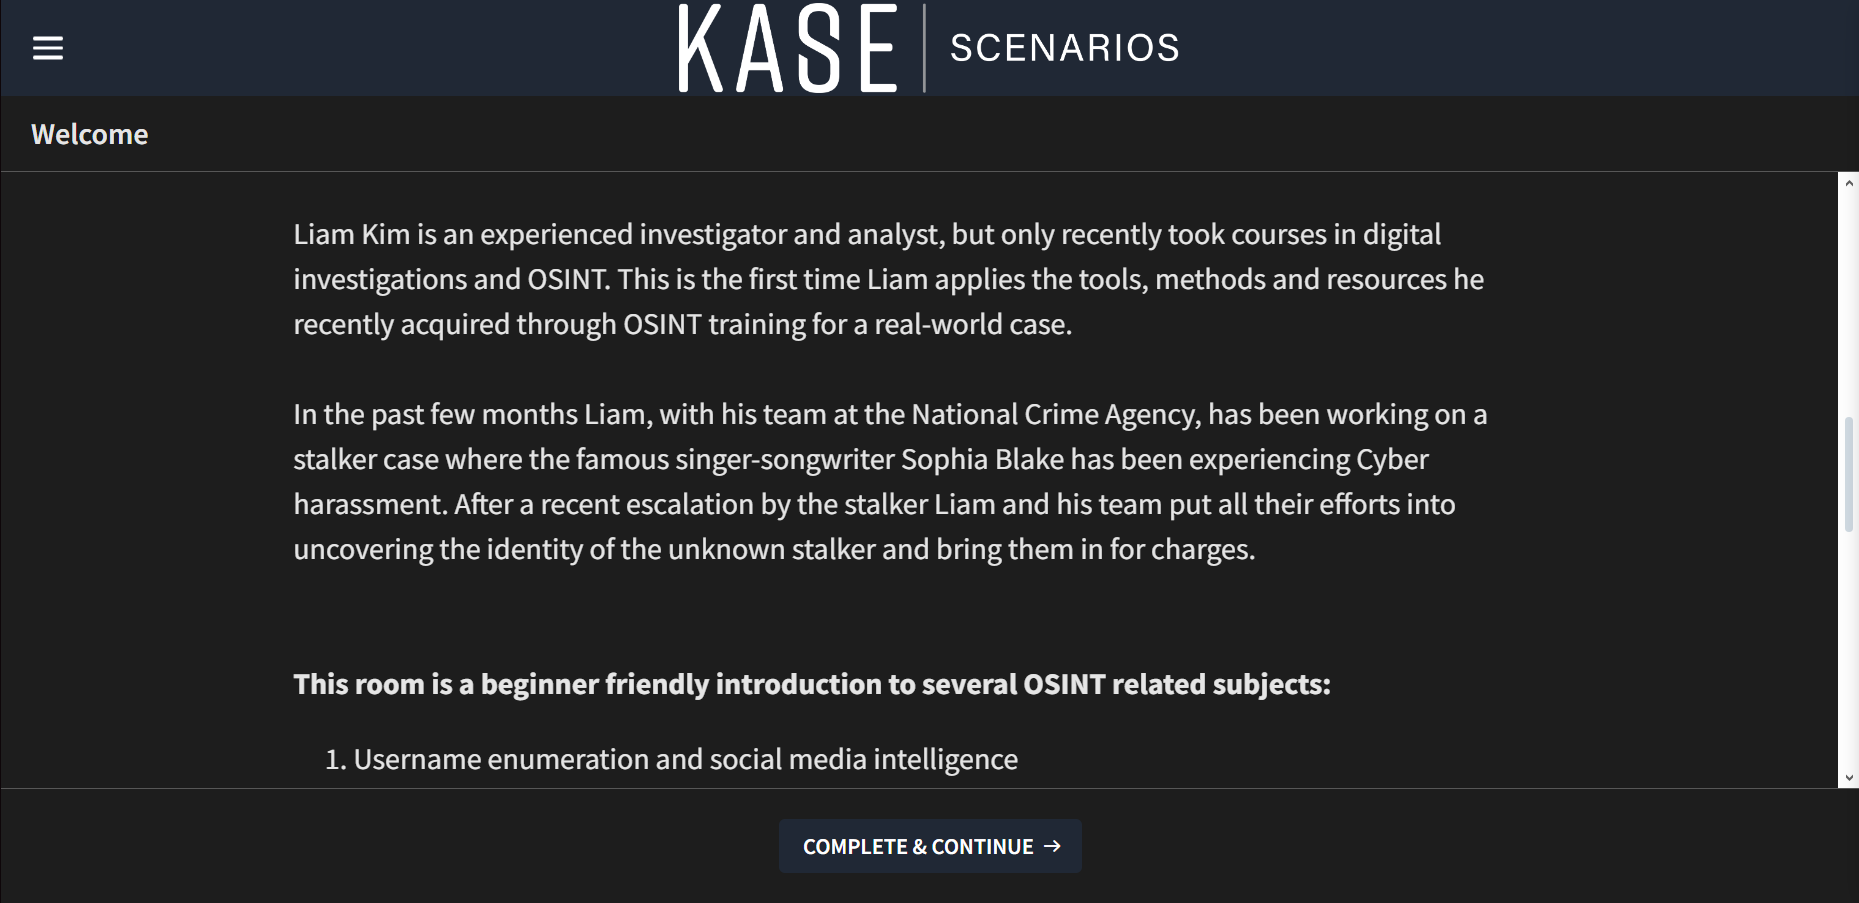 KASE | SCENARIOS
Welcome
Liam Kim is an experienced investigator and analyst, but only recently took courses in digital
investigations and OSINT. This is the first time Liam applies the tools, methods and resources he
recently acquired through OSINT training for a real-world case.
In the past few months Liam, with his team at the National Crime Agency, has been working on a
stalker case where the famous singer-songwriter Sophia Blake has been experiencing Cyber
harassment. After a recent escalation by the stalker Liam and his team put all their efforts into
uncovering the identity of the unknown stalker and bring them in for charges.
This room is a beginner friendly introduction to several OSINT related subjects:
1. Username enumeration and social media intelligence
COMPLETE & CONTINUE →